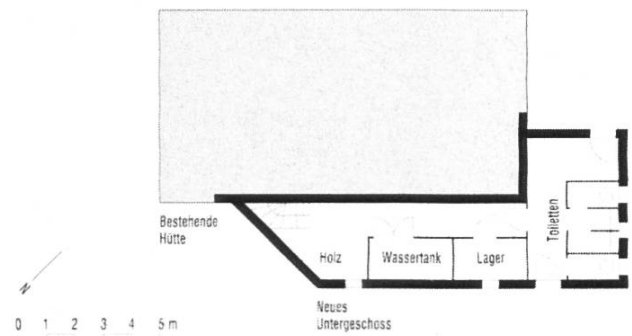 Bestehende
Hütte
Holz
Wassertank
Lager
Toiletten
Neues
Untergeschoss
N
0 1 2 3 4 5 m